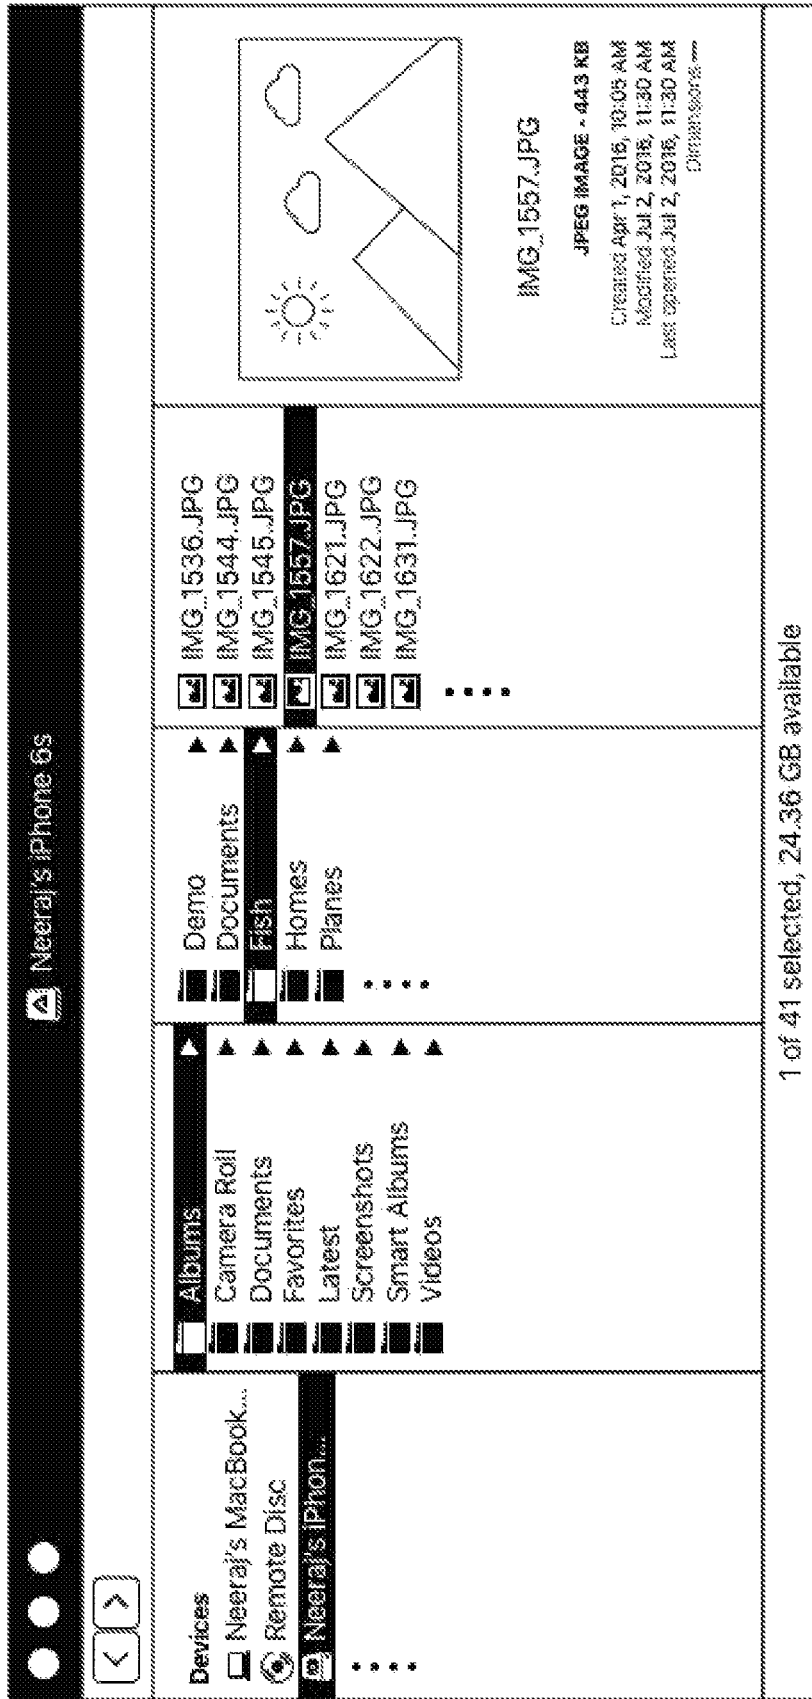 Neeraj's iPhone 6s
Devices
Neeraj's MacBook...
Remote Disc
Neeraj's iPhon...
Albums
Camera Roll
Documents
Favorites
Latest
Screenshots
Smart Albums
Videos
Demo
Documents
Fish
Homes
Planes
IMG_1536.JPG
IMG_1544.JPG
IMG_1545.JPG
IMG_1557.JPG
IMG_1621.JPG
IMG_1622.JPG
IMG_1631.JPG
IMG_1557.JPG
JPEG IMAGE - 443 KB
Created Apr 1, 2016, 10:05 AM
Modified Jul 2, 2016, 11:30 AM
Last opened Jul 2, 2016, 11:30 AM
Dimensions ---
1 of 41 selected, 24.36 GB available